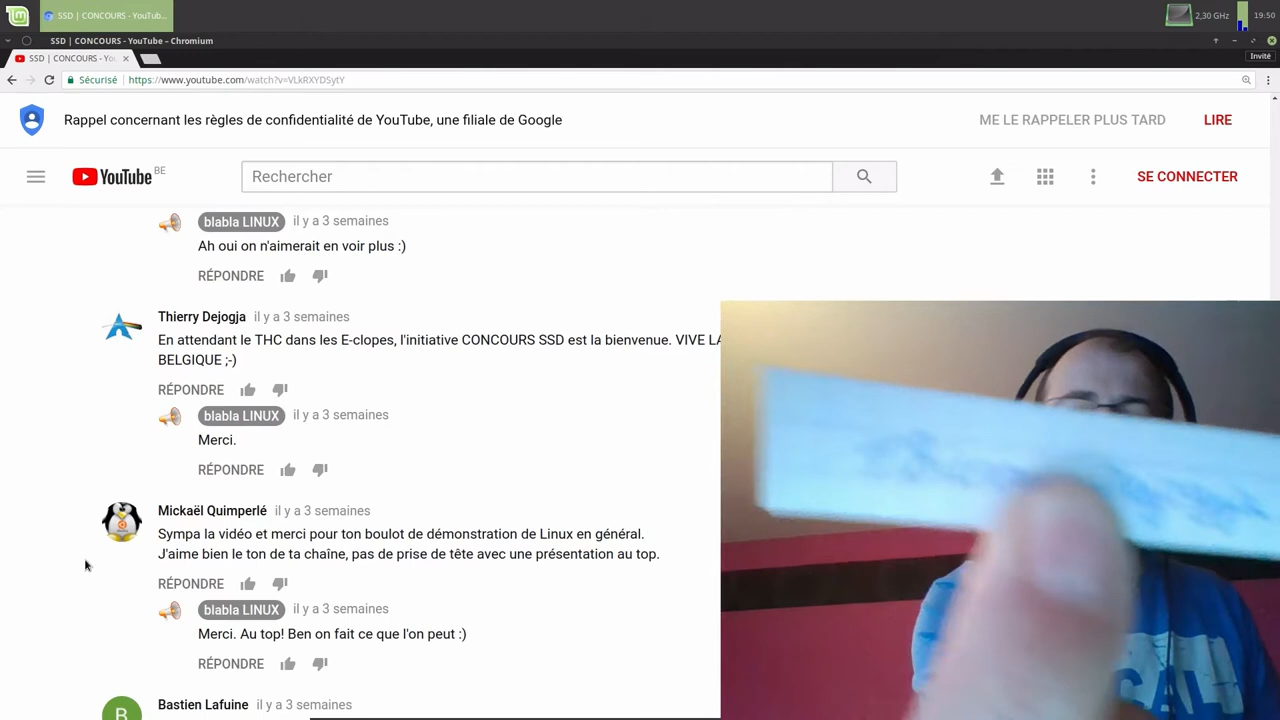 SSD | CONCOURS - YouTub...
2,30 GHz
19:50
SSD | CONCOURS - YouTube – Chromium
SSD | CONCOURS - Yo
Invité
Sécurisé
https://www.youtube.com/watch?v=VLkRXYDSytY
Rappel concernant les règles de confidentialité de YouTube, une filiale de Google
ME LE RAPPELER PLUS TARD
LIRE
YouTube BE
Rechercher
SE CONNECTER
blabla LINUX il y a 3 semaines
Ah oui on n'aimerait en voir plus :)
RÉPONDRE
Thierry Dejogja il y a 3 semaines
En attendant le THC dans les E-clopes, l'initiative CONCOURS SSD est la bienvenue. VIVE LA
BELGIQUE ;-)
RÉPONDRE
blabla LINUX il y a 3 semaines
Merci.
RÉPONDRE
Mickaël Quimperlé il y a 3 semaines
Sympa la vidéo et merci pour ton boulot de démonstration de Linux en général.
J'aime bien le ton de ta chaîne, pas de prise de tête avec une présentation au top.
RÉPONDRE
blabla LINUX il y a 3 semaines
Merci. Au top! Ben on fait ce que l'on peut :)
RÉPONDRE
B
Bastien Lafuine il y a 3 semaines